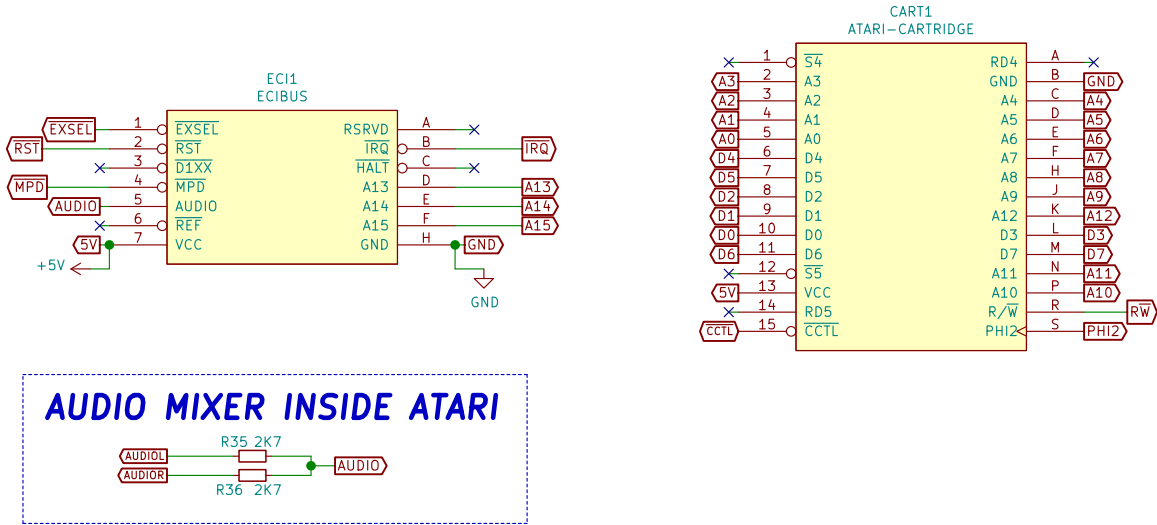 ECI1
ECIBUS
EXSEL 1 EXSEL RSRVD A
RST 2 RST IRQ B IRQ
3 D1XX HALT C
MPD 4 MPD A13 D A13
AUDIO 5 AUDIO A14 E A14
6 REF A15 F A15
5V 7 VCC GND H GND
+5V
GND
CART1
ATARI-CARTRIDGE
1 S4 RD4 A
A3 2 A3 GND B GND
A2 3 A2 A4 C A4
A1 4 A1 A5 D A5
A0 5 A0 A6 E A6
D4 6 D4 A7 F A7
D5 7 D5 A8 H A8
D2 8 D2 A9 J A9
D1 9 D1 A12 K A12
D0 10 D0 D3 L D3
D6 11 D6 D7 M D7
12 S5 A11 N A11
5V 13 VCC A10 P A10
14 RD5 R/W R RW
CCTL 15 CCTL PHI2 S PHI2
AUDIO MIXER INSIDE ATARI
R35 2K7
AUDIOL
AUDIO
AUDIOR
R36 2K7